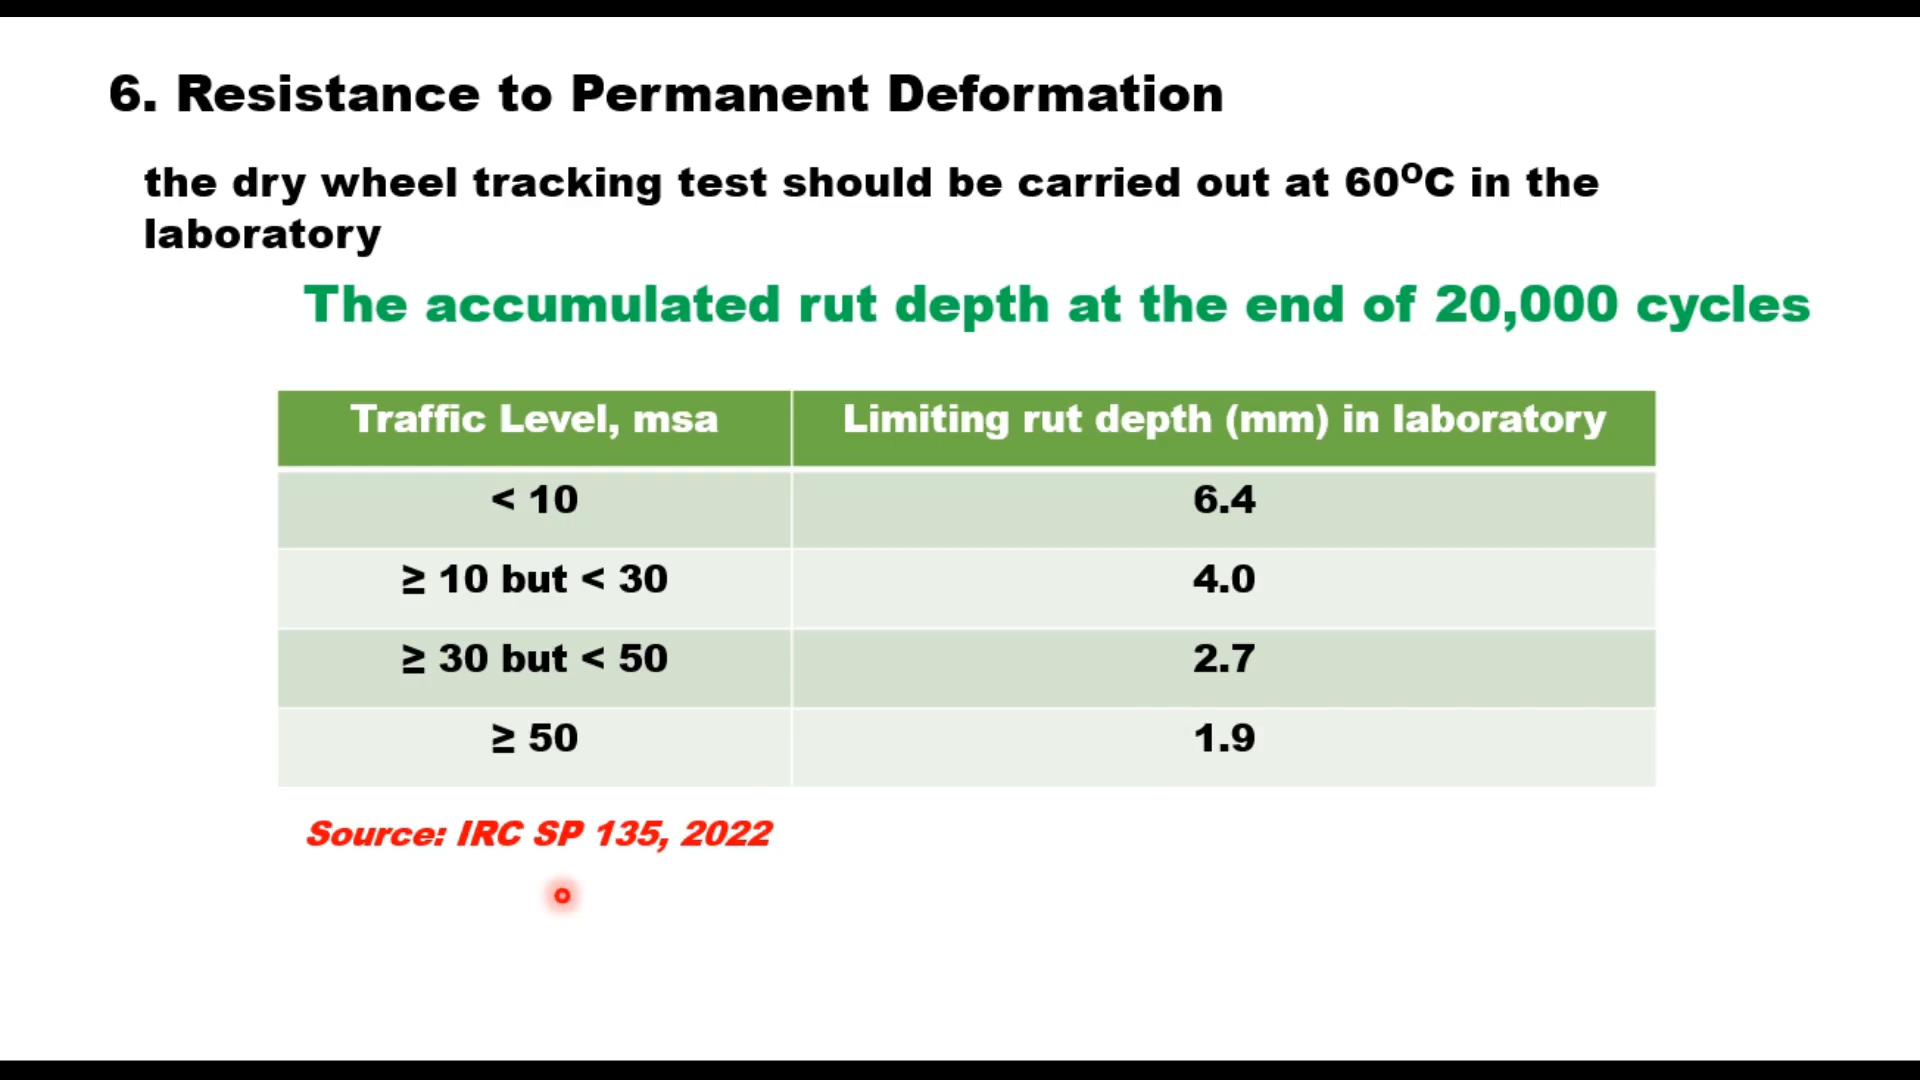 6. Resistance to Permanent Deformation
the dry wheel tracking test should be carried out at 60⁰C in the
laboratory
The accumulated rut depth at the end of 20,000 cycles
Traffic Level, msa Limiting rut depth (mm) in laboratory
< 10 6.4
≥ 10 but < 30 4.0
≥ 30 but < 50 2.7
≥ 50 1.9
Source: IRC SP 135, 2022